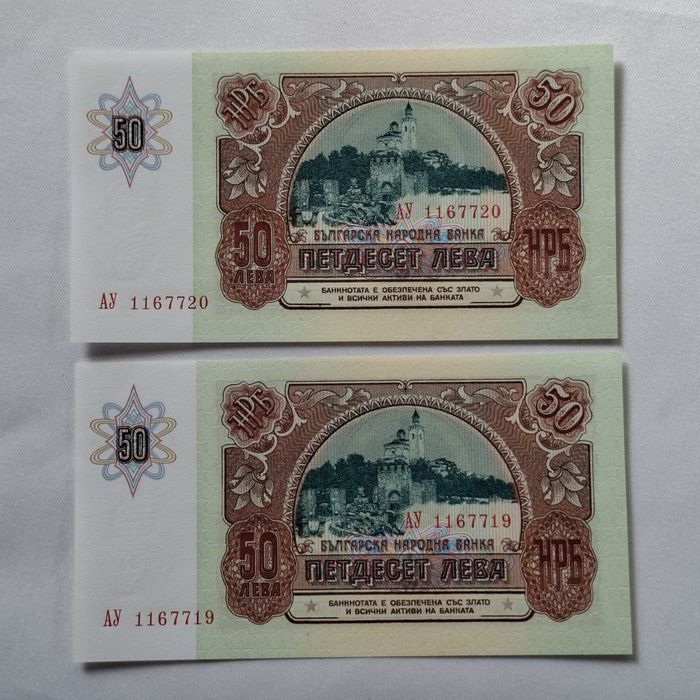 50
НРБ
50
АУ 1167720
БЪЛГАРСКА НАРОДНА БАНКА
50 ЛЕВА
ПЕТДЕСЕТ ЛЕВА
НРБ
БАНКНОТАТА Е ОБЕЗПЕЧЕНА СЪС ЗЛАТО
И ВСИЧКИ АКТИВИ НА БАНКАТА
АУ 1167720
50
НРБ
50
АУ 1167719
БЪЛГАРСКА НАРОДНА БАНКА
50 ЛЕВА
ПЕТДЕСЕТ ЛЕВА
НРБ
БАНКНОТАТА Е ОБЕЗПЕЧЕНА СЪС ЗЛАТО
И ВСИЧКИ АКТИВИ НА БАНКАТА
АУ 1167719